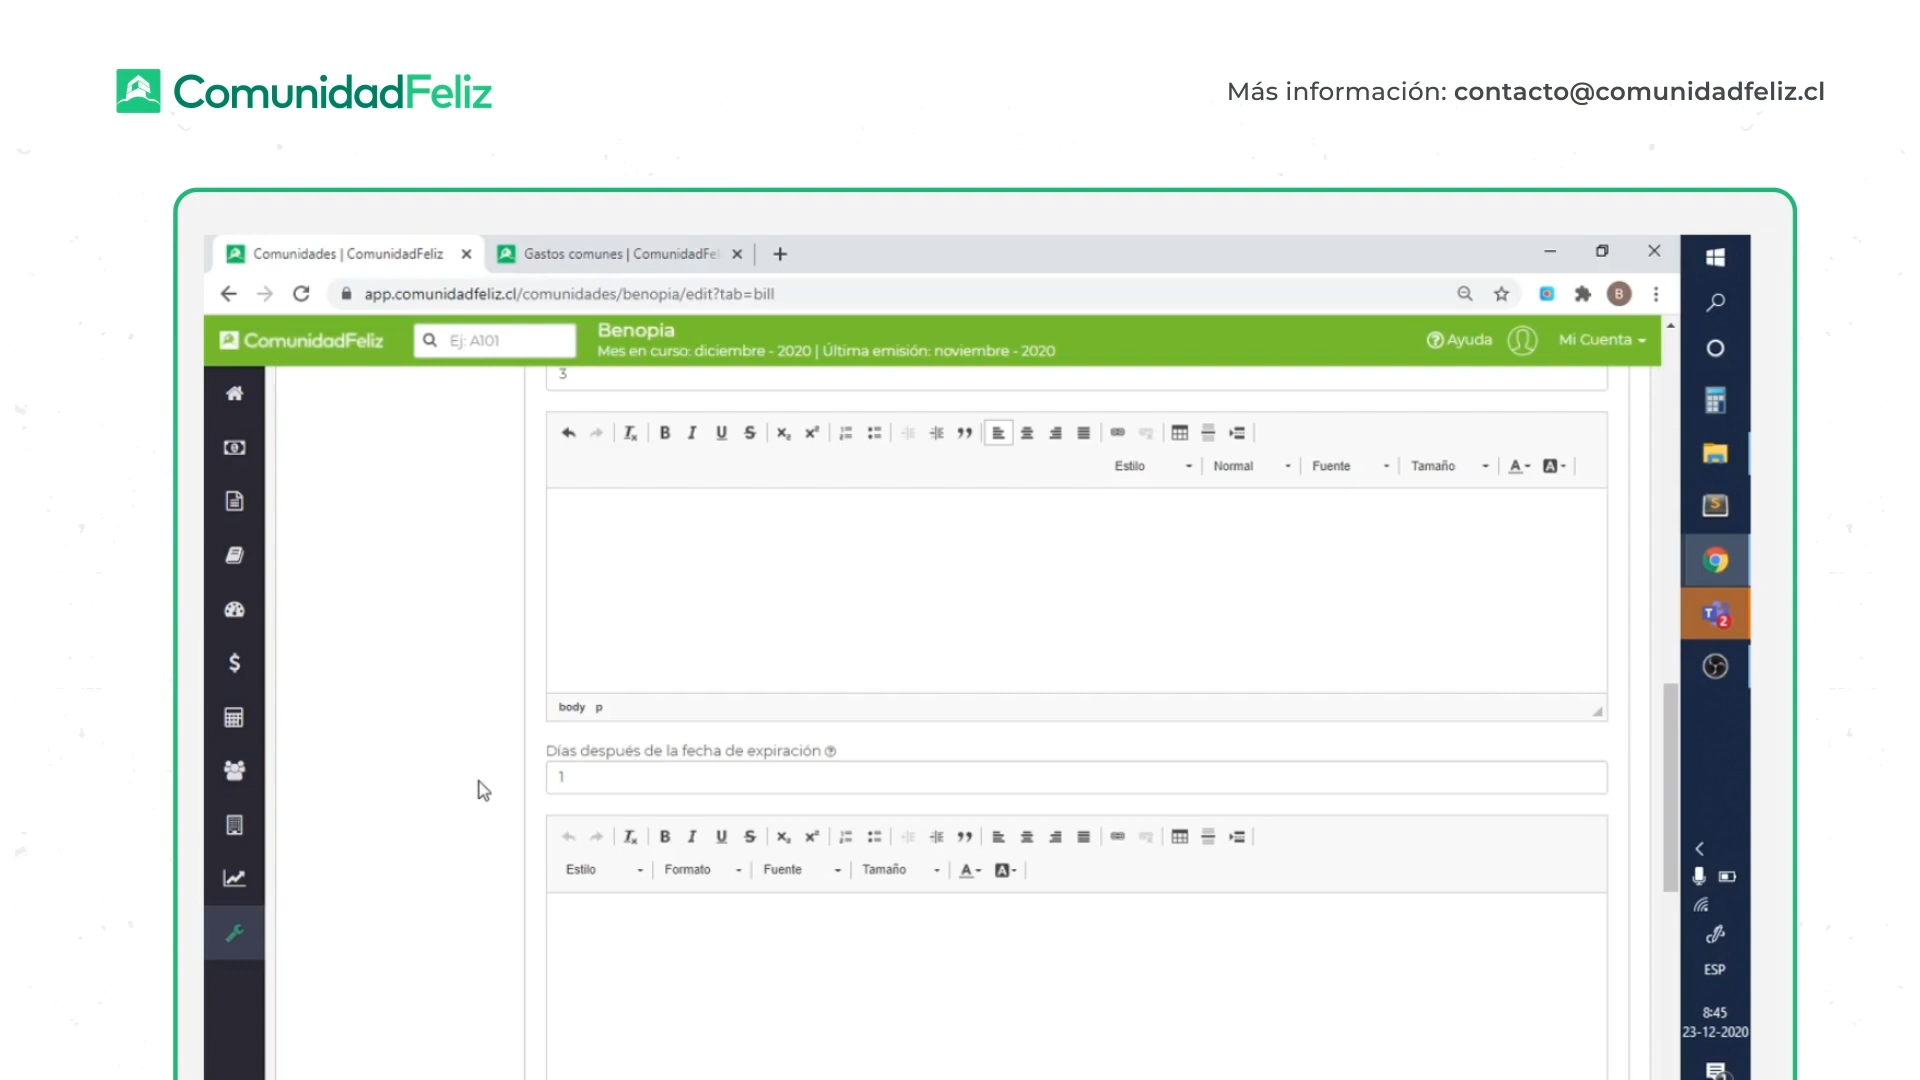 ComunidadFeliz
Más información: contacto@comunidadfeliz.cl
Comunidades | ComunidadFeliz
Gastos comunes | ComunidadFe
app.comunidadfeliz.cl/comunidades/benopia/edit?tab=bill
B
ComunidadFeliz
Ej: A101
Benopia
Mes en curso: diciembre - 2020 | Última emisión: noviembre - 2020
Ayuda
Mi Cuenta
3
Estilo
Normal
Fuente
Tamaño
body p
Días después de la fecha de expiración
1
Estilo
Formato
Fuente
Tamaño
ESP
8:45
23-12-2020